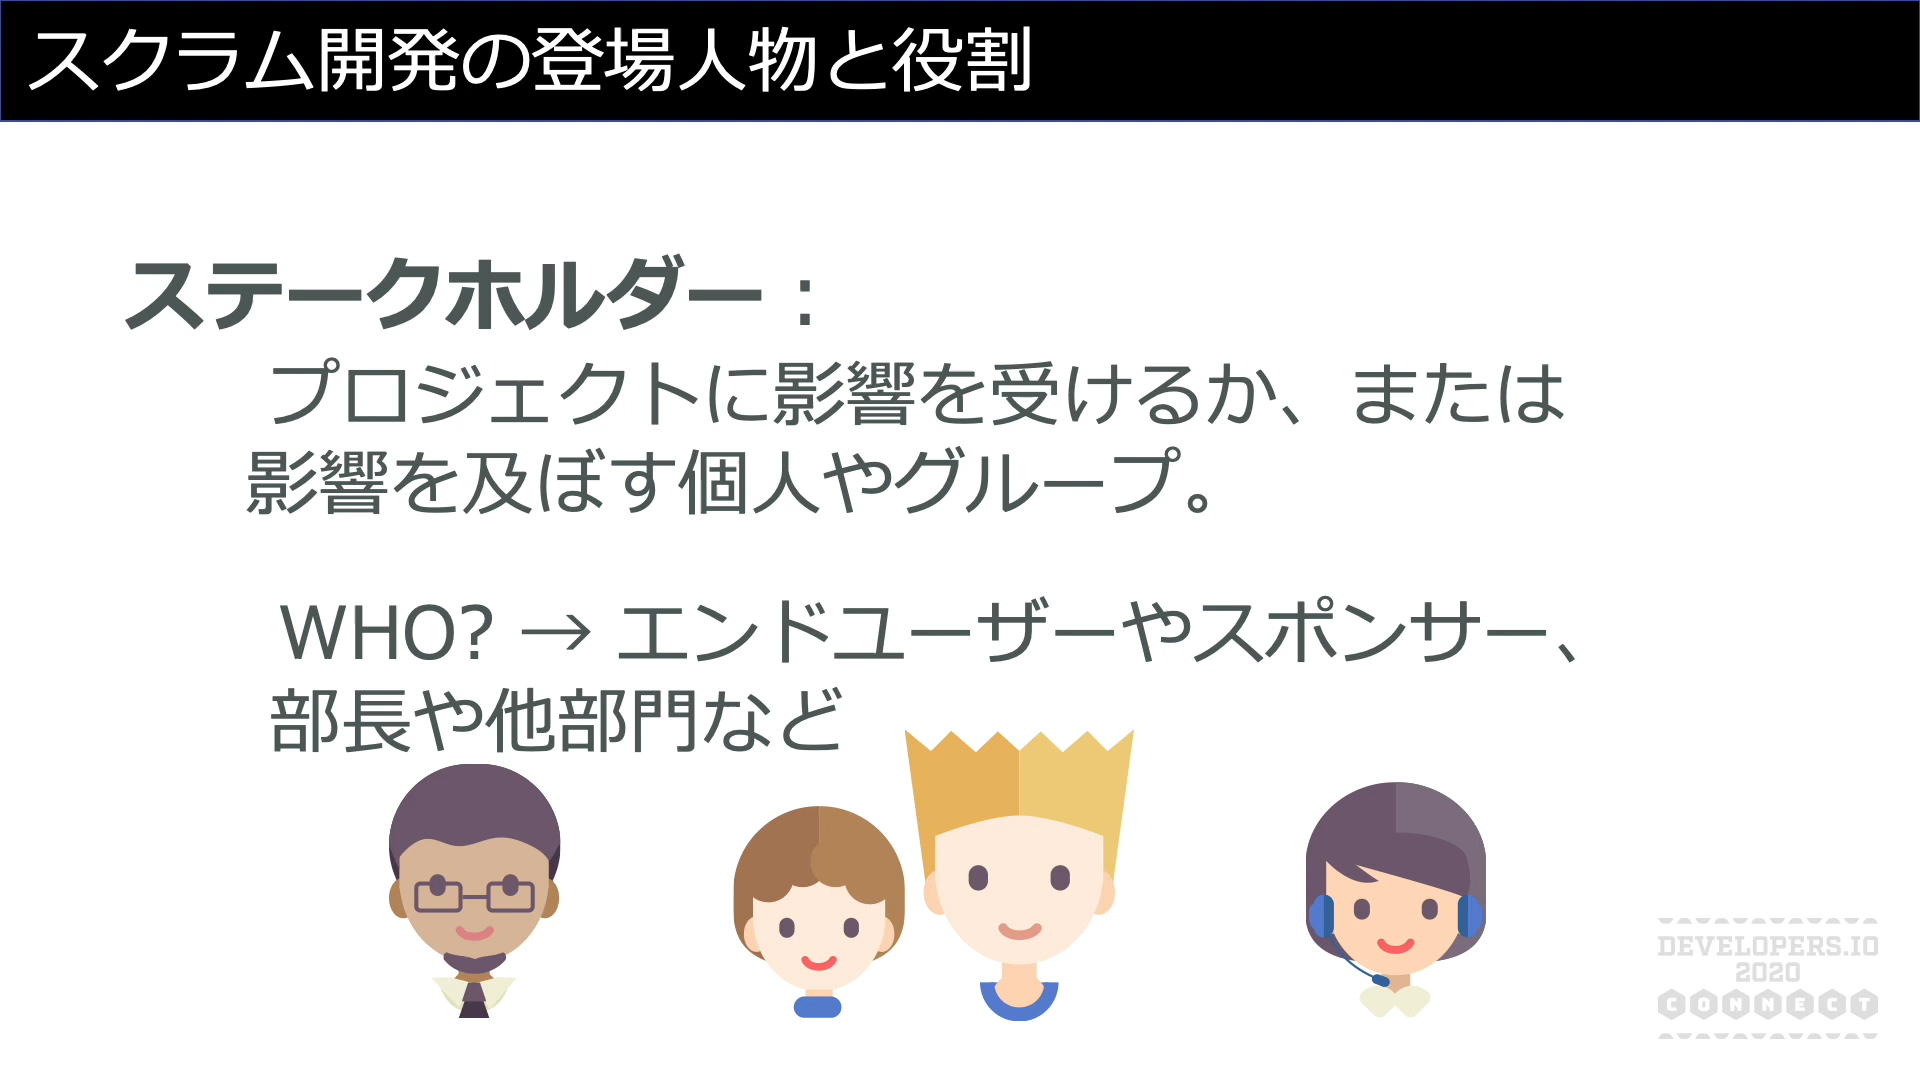 スクラム開発の登場人物と役割
ステークホルダー：
プロジェクトに影響を受けるか、または
影響を及ぼす個人やグループ。
WHO? → エンドユーザーやスポンサー、
部長や他部門など
DEVELOPERS.IO
2020
CONNECT